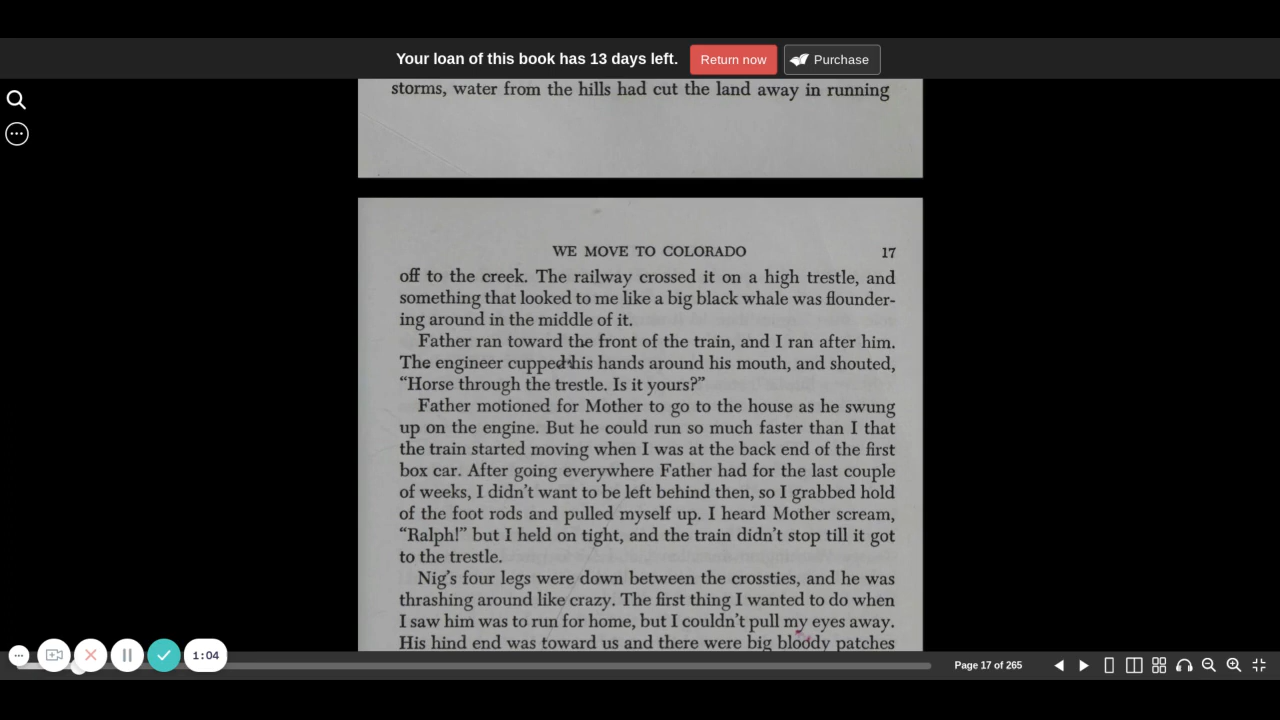 Your loan of this book has 13 days left.
Return now
Purchase
storms, water from the hills had cut the land away in running
WE MOVE TO COLORADO 17
off to the creek. The railway crossed it on a high trestle, and
something that looked to me like a big black whale was flounder-
ing around in the middle of it.
Father ran toward the front of the train, and I ran after him.
The engineer cupped his hands around his mouth, and shouted,
“Horse through the trestle. Is it yours?”
Father motioned for Mother to go to the house as he swung
up on the engine. But he could run so much faster than I that
the train started moving when I was at the back end of the first
box car. After going everywhere Father had for the last couple
of weeks, I didn’t want to be left behind then, so I grabbed hold
of the foot rods and pulled myself up. I heard Mother scream,
“Ralph!” but I held on tight, and the train didn’t stop till it got
to the trestle.
Nig’s four legs were down between the crossties, and he was
thrashing around like crazy. The first thing I wanted to do when
I saw him was to run for home, but I couldn’t pull my eyes away.
His hind end was toward us and there were big bloody patches
1:04
Page 17 of 265